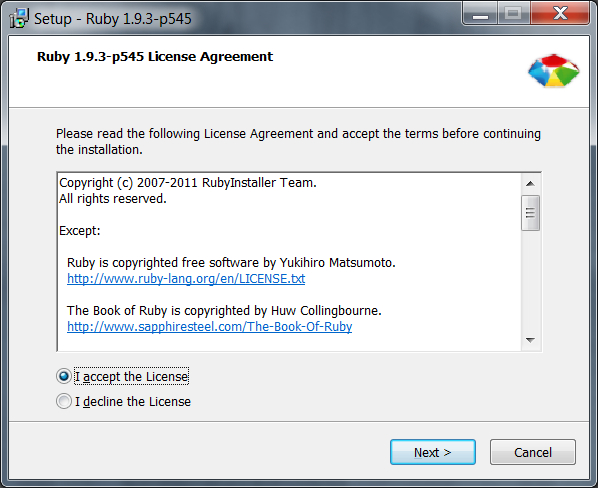 Setup - Ruby 1.9.3-p545
Ruby 1.9.3-p545 License Agreement
Please read the following License Agreement and accept the terms before continuing
the installation.
Copyright (c) 2007-2011 RubyInstaller Team.
All rights reserved.
Except:
Ruby is copyrighted free software by Yukihiro Matsumoto.
http://www.ruby-lang.org/en/LICENSE.txt
The Book of Ruby is copyrighted by Huw Collingbourne.
http://www.sapphiresteel.com/The-Book-Of-Ruby
I accept the License
I decline the License
Next >
Cancel